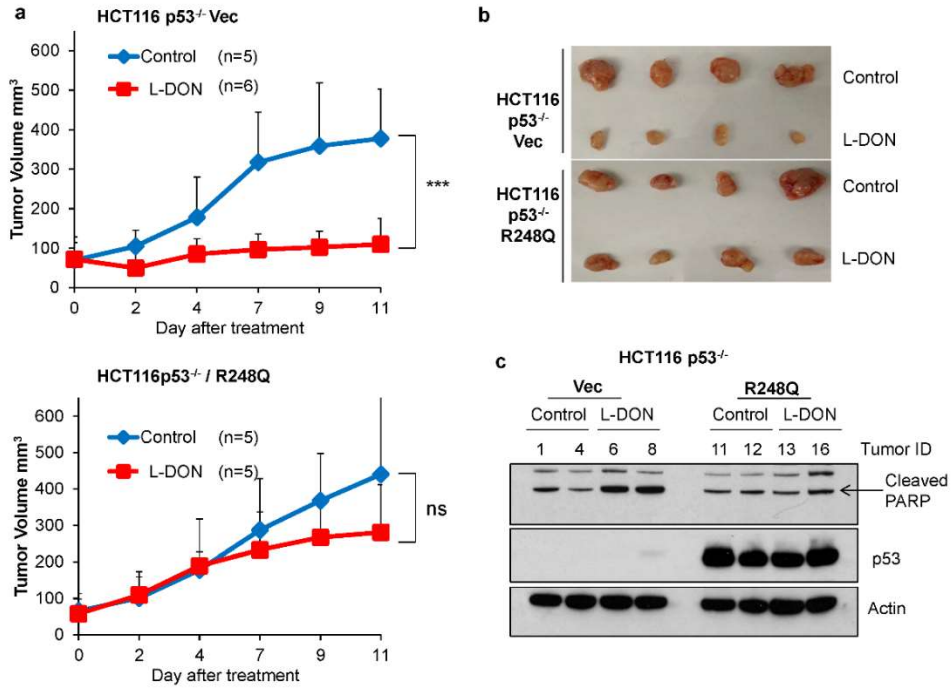 a
HCT116 p53-/- Vec
Tumor Volume mm3
600
500
400
300
200
100
0
Control (n=5)
L-DON (n=6)
***
0 2 4 7 9 11
Day after treatment
HCT116p53-/- / R248Q
Tumor Volume mm3
600
500
400
300
200
100
0
Control (n=5)
L-DON (n=5)
ns
0 2 4 7 9 11
Day after treatment
b
HCT116
p53-/-
Vec
Control
L-DON
HCT116
p53-/-
R248Q
Control
L-DON
c
HCT116 p53-/-
Vec R248Q
Control L-DON Control L-DON
1 4 6 8 11 12 13 16 Tumor ID
Cleaved
PARP
p53
Actin